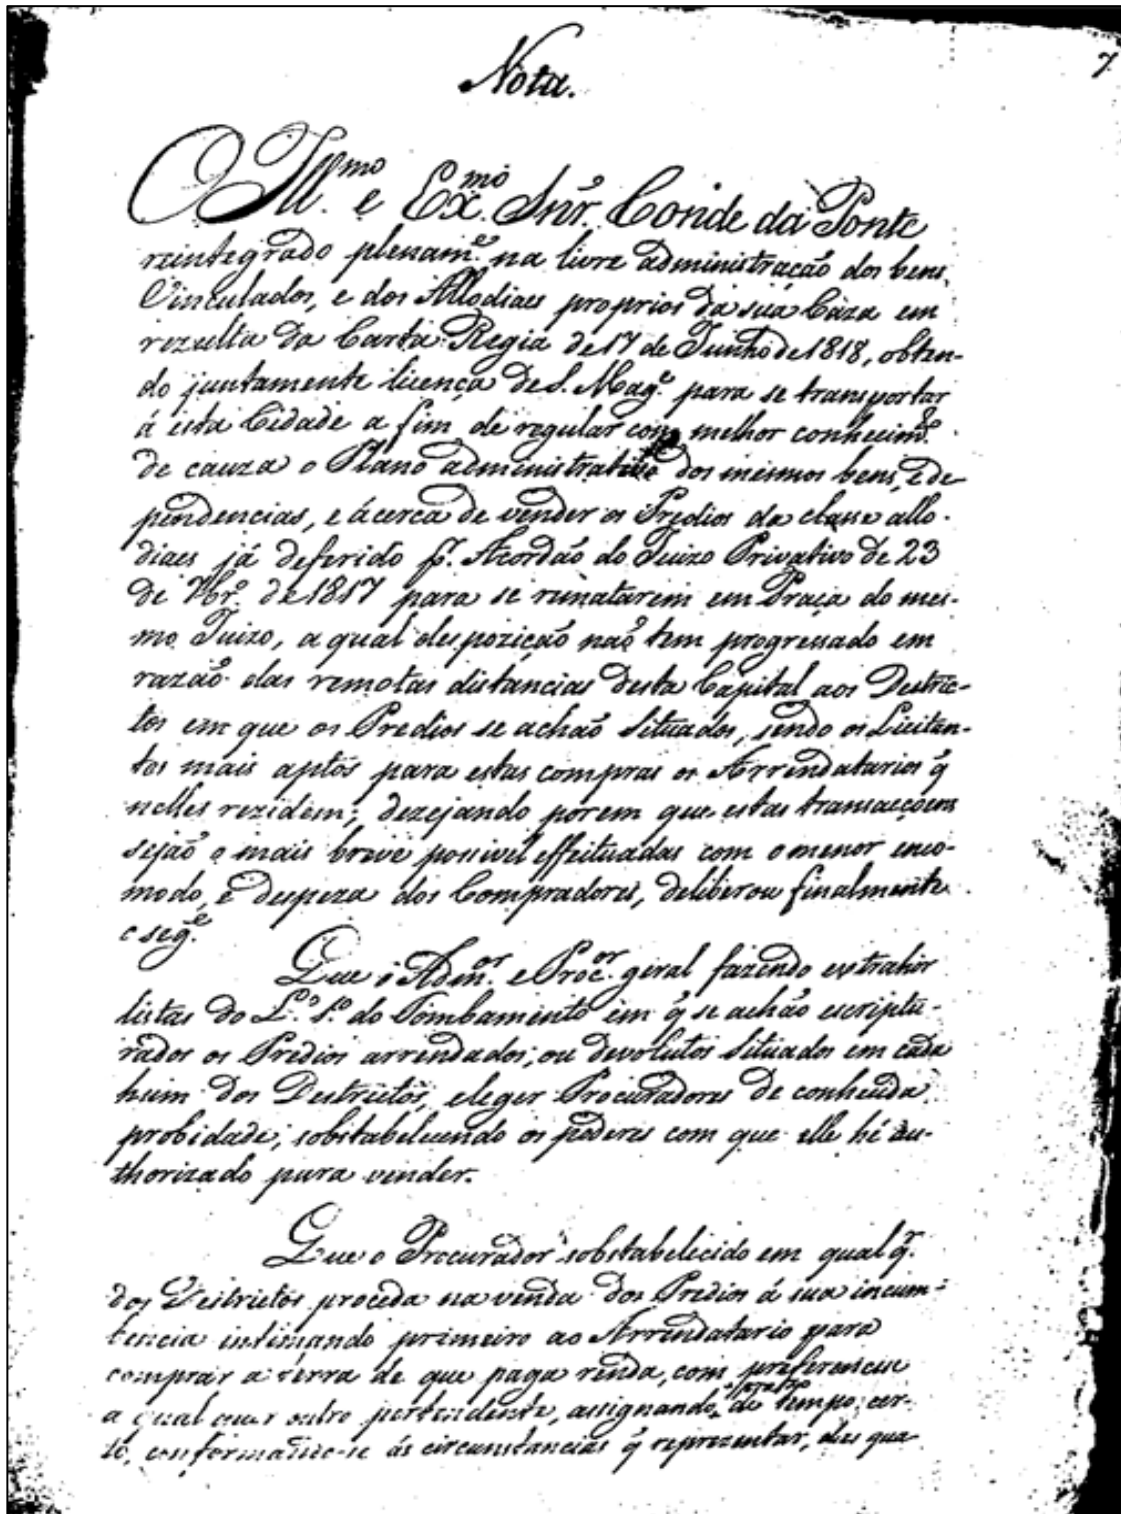 7
Nota.
O Ill.mo e Ex.mo Snr. Conde da Ponte
reintegrado plenam.e na livre administração dos bens
Vinculados, e dos Allodiaes proprios da sua Caza em
rezulta da Carta Regia de 17 de Junho de 1818, obten-
do juntamente licença de S. Mag.e para se transportar
á esta Cidade a fim de regular com melhor conhecim.to
de cauza o Plano administrativo dos mesmos bens, e de-
pendencias, e ácerca de vender os Predios da classe allo-
diaes já deferido p.r Acordão do Juizo Privativo de 23
de 7br.o de 1817 para se rematarem em Praça do mes-
mo Juizo, a qual despozição não tem progressado em
razão das remotas distancias desta Capital aos Destric-
tos em que os Predios se achão situados, sendo os Licitan-
tes mais aptos para estas compras os Arrendatarios q̃
nelles rezidem; dezejando porem que estas transacçoens
sejão o mais breve possivel effeituadas com o menor enco-
modo, e despeza dos Compradores, deliberou finalmente
o seg.e
Que o Adm.or e Proc.or geral fazendo extrahir
listas do L.o 1.o do Tombamento em q̃ se achão escriptu-
rados os Predios arrendados, ou devolutos situados em cada
hum dos Destrictos, eleger Procuradores de conhecida
probidade, sobstabelecendo os poderes com que elle hé au-
thorizado para vender.
Que o Procurador sobstabelecido em qualq.r
dos Destrictos proceda na venda dos Predios á sua incum-
bencia intimando primeiro ao Arrendatario para
comprar a terra de que paga renda, com preferencia
a qual quer outro pertendente, assignando, de tempo cer-
to, conformando-se ás circunstancias q̃ reprezentar, das qua-